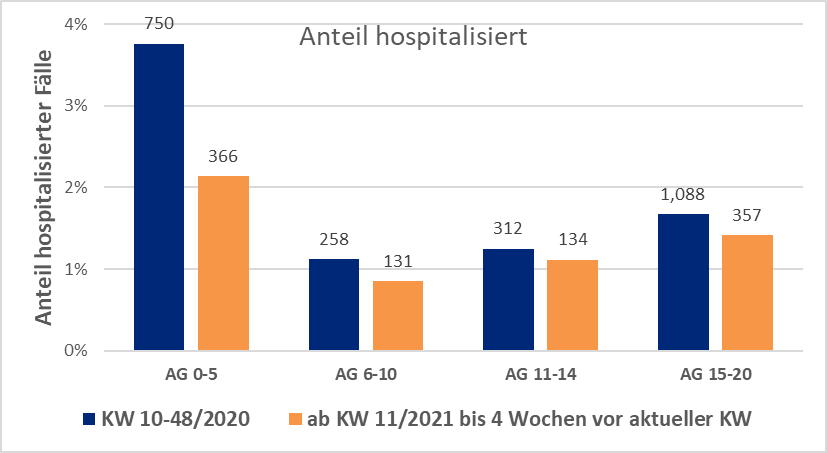 Anteil hospitalisiert
Anteil hospitalisierter Fälle
4%
3%
2%
1%
0%
750
366
258
131
312
134
1,088
357
AG 0-5
AG 6-10
AG 11-14
AG 15-20
KW 10-48/2020
ab KW 11/2021 bis 4 Wochen vor aktueller KW